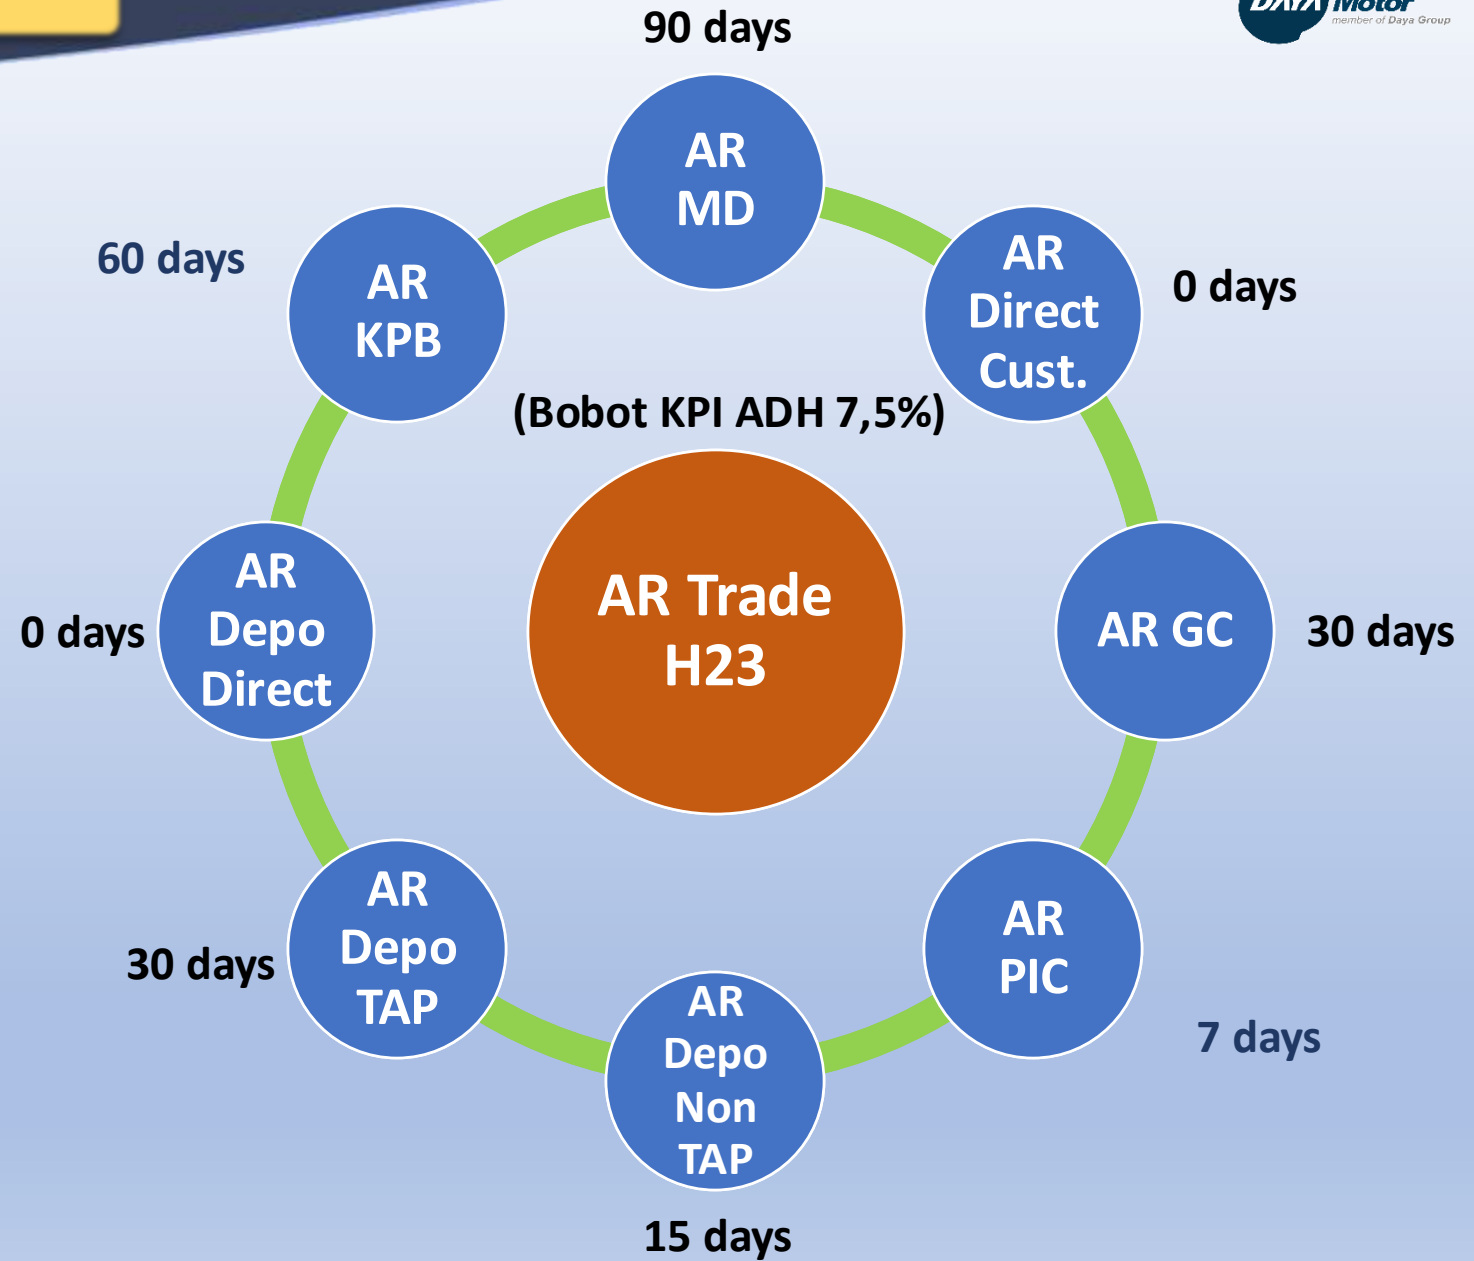 DAYA Motor
member of Daya Group
90 days
AR
MD
AR
Direct
Cust.
0 days
60 days
AR
KPB
(Bobot KPI ADH 7,5%)
AR Trade
H23
AR
Depo
Direct
0 days
AR GC
30 days
AR
Depo
TAP
30 days
AR
PIC
7 days
AR
Depo
Non
TAP
15 days